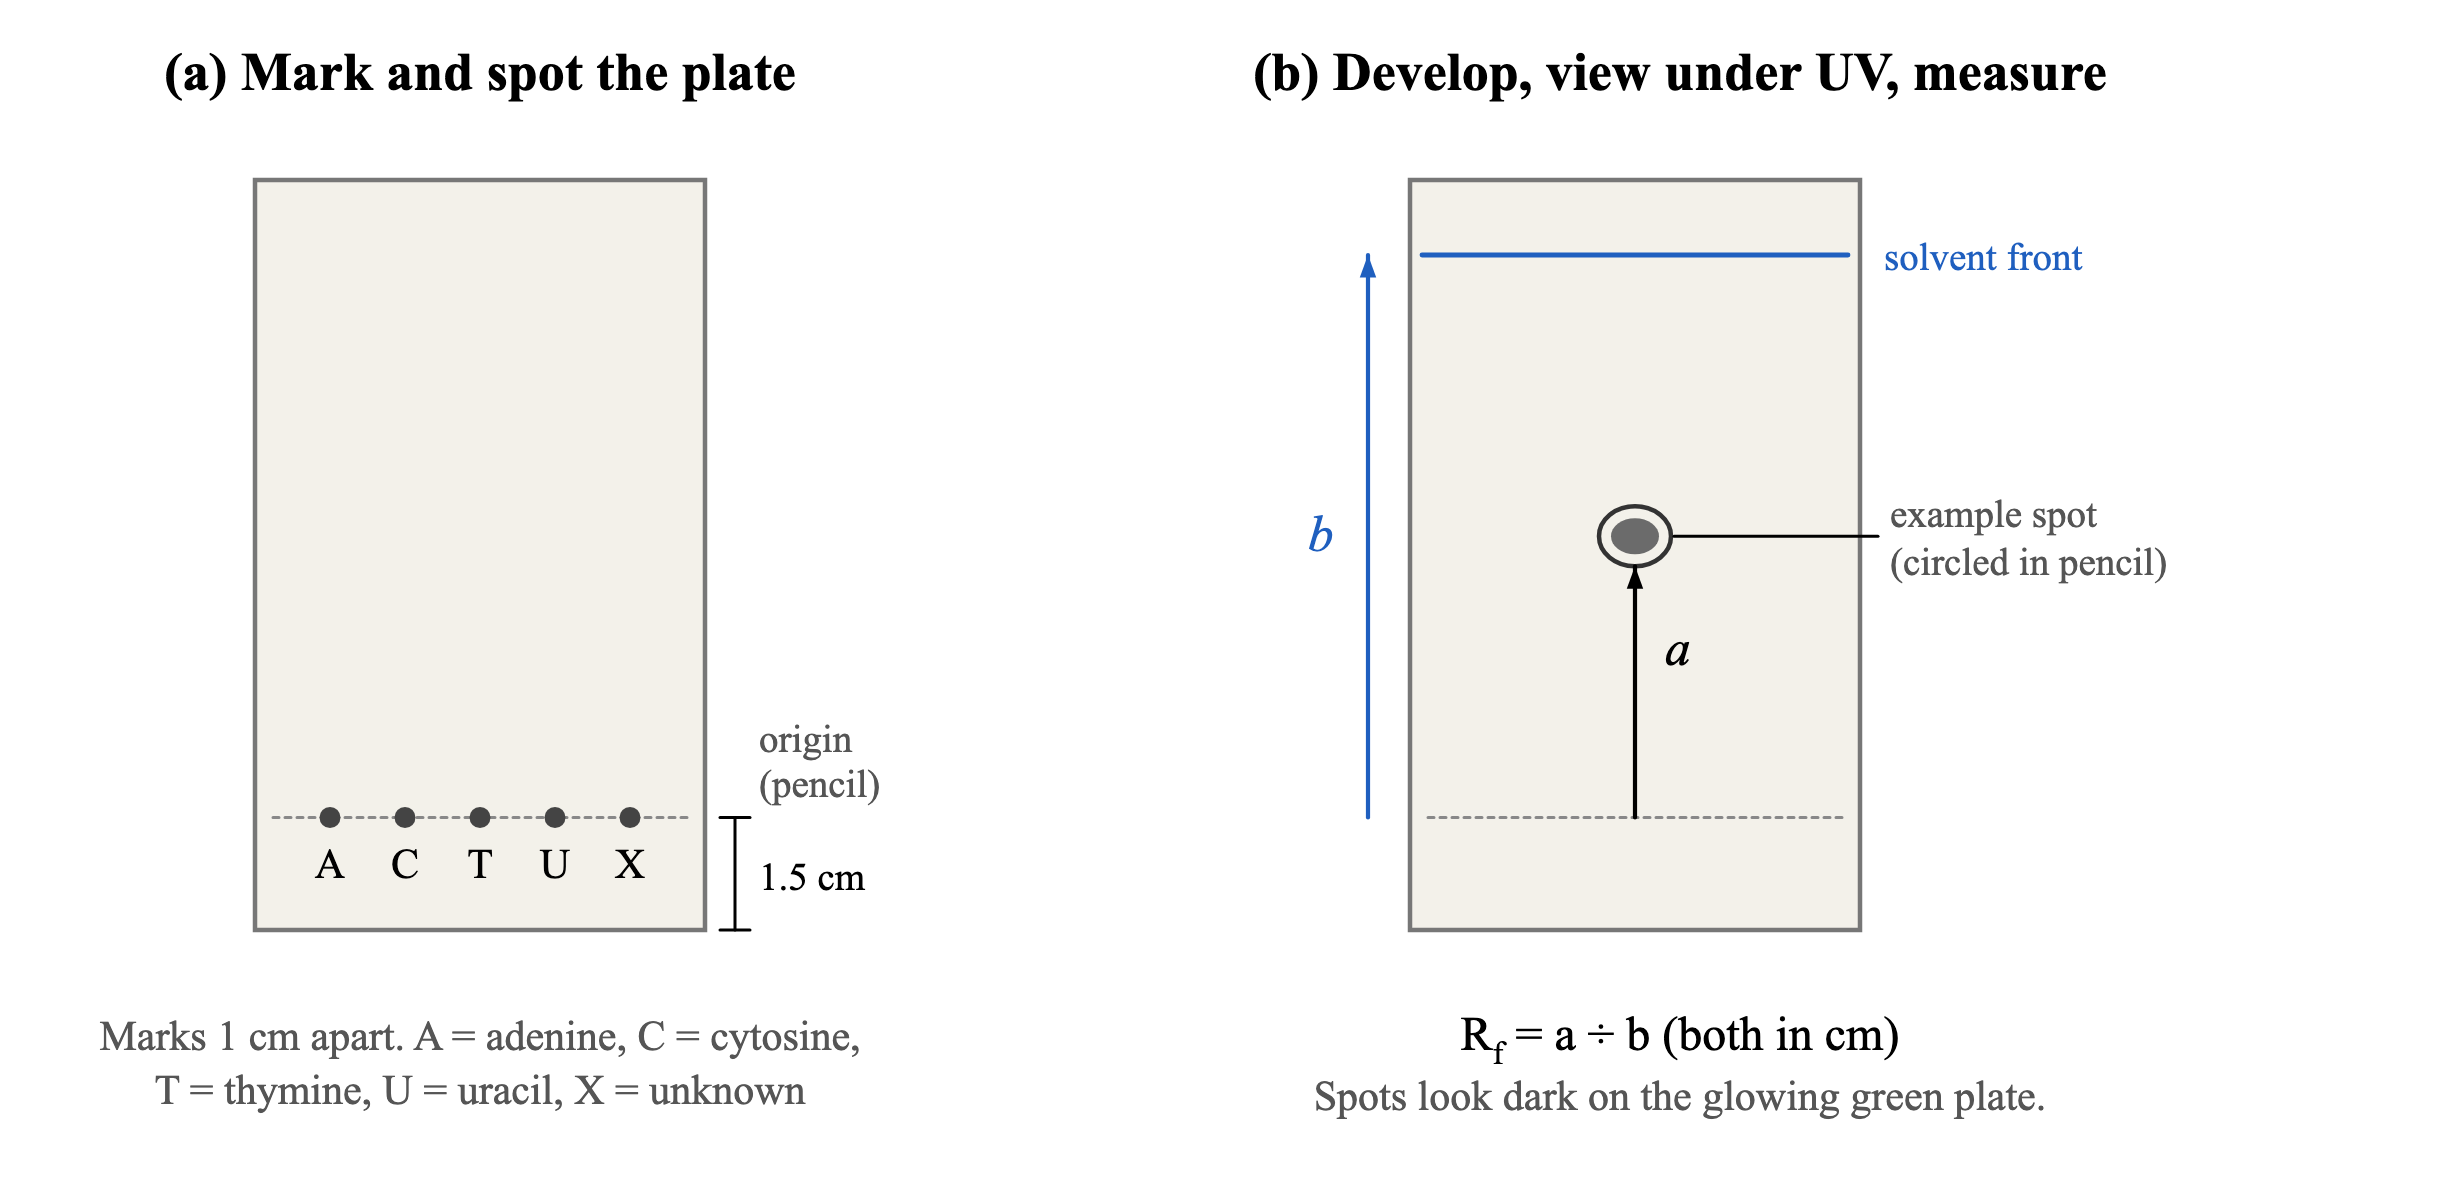 (a) Mark and spot the plate
origin
(pencil)
A C T U X
1.5 cm
Marks 1 cm apart. A = adenine, C = cytosine,
T = thymine, U = uracil, X = unknown
(b) Develop, view under UV, measure
solvent front
b
example spot
(circled in pencil)
a
Rf = a ÷ b (both in cm)
Spots look dark on the glowing green plate.